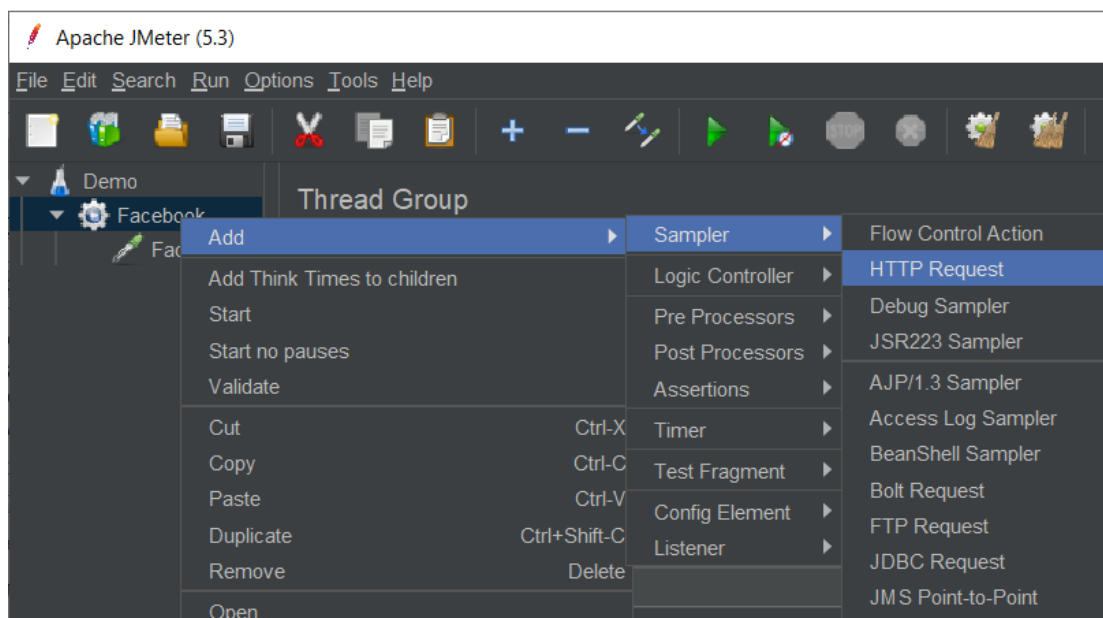 Apache JMeter (5.3)
File Edit Search Run Options Tools Help
STOP
Demo
Thread Group
Facebook
Fac
Add
Add Think Times to children
Start
Start no pauses
Validate
Cut Ctrl-X
Copy Ctrl-C
Paste Ctrl-V
Duplicate Ctrl+Shift-C
Remove Delete
Open
Sampler
Logic Controller
Pre Processors
Post Processors
Assertions
Timer
Test Fragment
Config Element
Listener
Flow Control Action
HTTP Request
Debug Sampler
JSR223 Sampler
AJP/1.3 Sampler
Access Log Sampler
BeanShell Sampler
Bolt Request
FTP Request
JDBC Request
JMS Point-to-Point